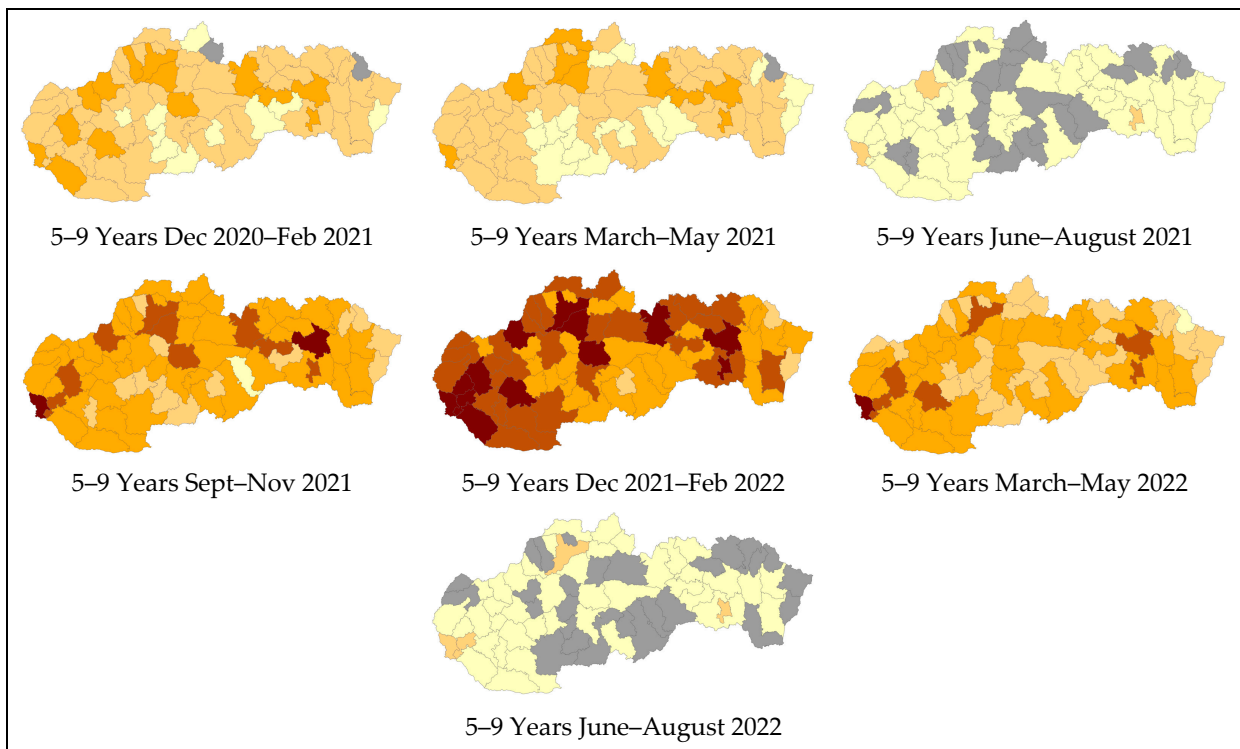 5–9 Years Dec 2020–Feb 2021
5–9 Years March–May 2021
5–9 Years June–August 2021
5–9 Years Sept–Nov 2021
5–9 Years Dec 2021–Feb 2022
5–9 Years March–May 2022
5–9 Years June–August 2022